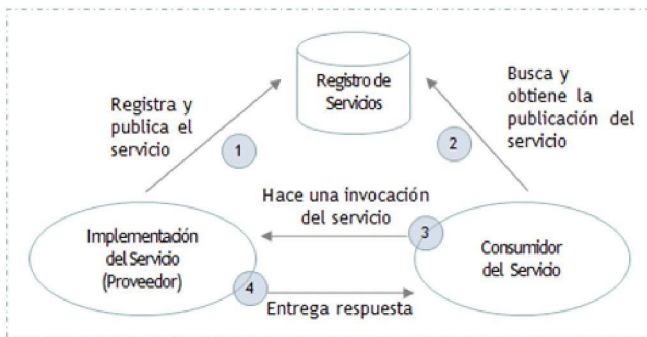 Registro de
Servicios
Registra y
publica el
servicio
1
Busca y
obtiene la
publicación del
servicio
2
Hace una invocación
del servicio
3
Implementación
del Servicio
(Proveedor)
Consumidor
del Servicio
4
Entrega respuesta